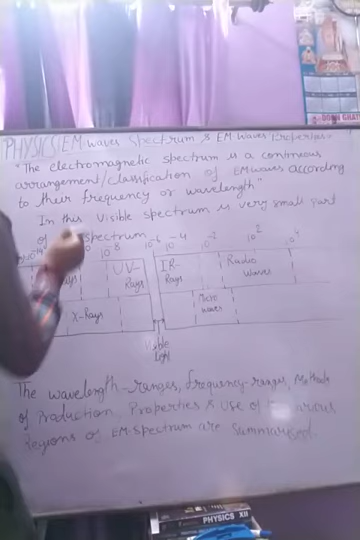 PHYSICS|EM waves Spectrum & EM waves Properties
"The electromagnetic spectrum is a continuous
arrangement/classification of EM waves according
to their frequency or wavelength"
In this Visible spectrum is very small part
of spectrum
10⁻⁸ 10⁻⁶ 10⁻⁴ 10⁻² 10² 10⁴
UV- Rays IR- Rays Radio waves
X-Rays Micro waves
Visible
Light
The wavelength-ranges, frequency-ranges, Methods
of Production, Properties & use of
Regions of EM-Spectrum are Summarised.
PHYSICS XII